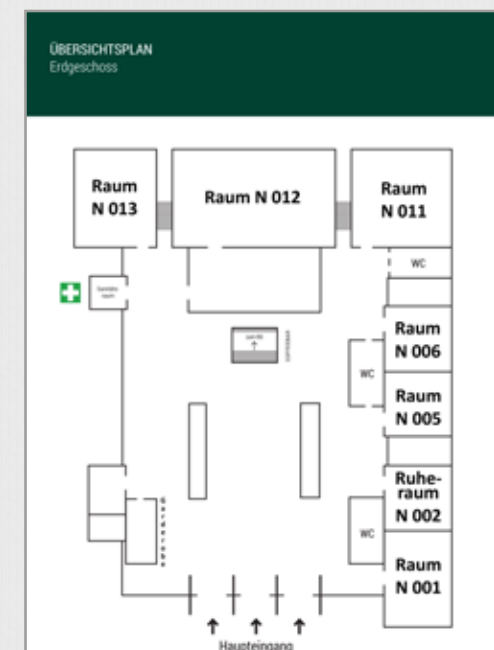 ÜBERSICHTSPLAN
Erdgeschoss
Raum
N 013
Raum N 012
Raum
N 011
WC
Raum
N 006
WC
Raum
N 005
Ruhe-
raum
N 002
WC
Raum
N 001
Garderobe
Haupteingang